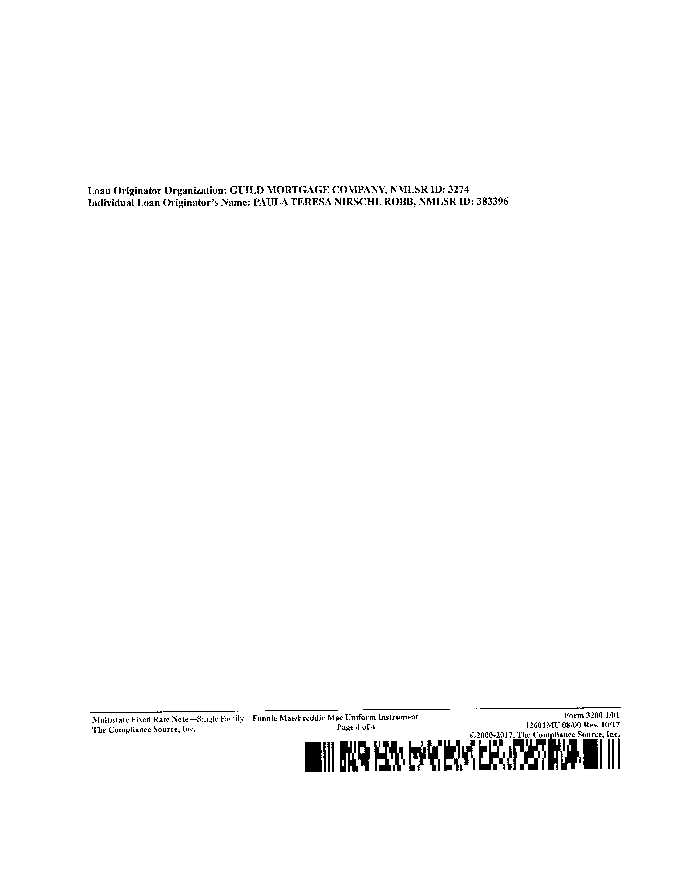 Loan Originator Organization: GUILD MORTGAGE COMPANY, NMLSR ID: 3274
Individual Loan Originator's Name: PAULA TERESA NIRSCHL ROBB, NMLSR ID: 383396
Multistate Fixed Rate Note—Single Family—Fannie Mae/Freddie Mac Uniform Instrument
Form 3200 1/01
The Compliance Source, Inc.
Page 4 of 4
12601MU 08/00 Rev. 10/17
©2000-2017, The Compliance Source, Inc.